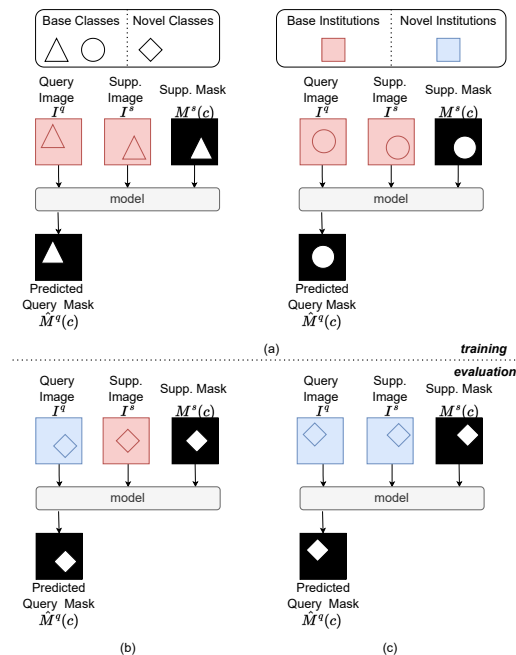 Base Classes Novel Classes
Base Institutions Novel Institutions
Query
Image
I^q
Supp.
Image
I^s
Supp. Mask
M^s(c)
Query
Image
I^q
Supp.
Image
I^s
Supp. Mask
M^s(c)
model
model
Predicted
Query Mask
M̂^q(c)
Predicted
Query Mask
M̂^q(c)
(a)
training
evaluation
Query
Image
I^q
Supp.
Image
I^s
Supp. Mask
M^s(c)
Query
Image
I^q
Supp.
Image
I^s
Supp. Mask
M^s(c)
model
model
Predicted
Query Mask
M̂^q(c)
Predicted
Query Mask
M̂^q(c)
(b)
(c)